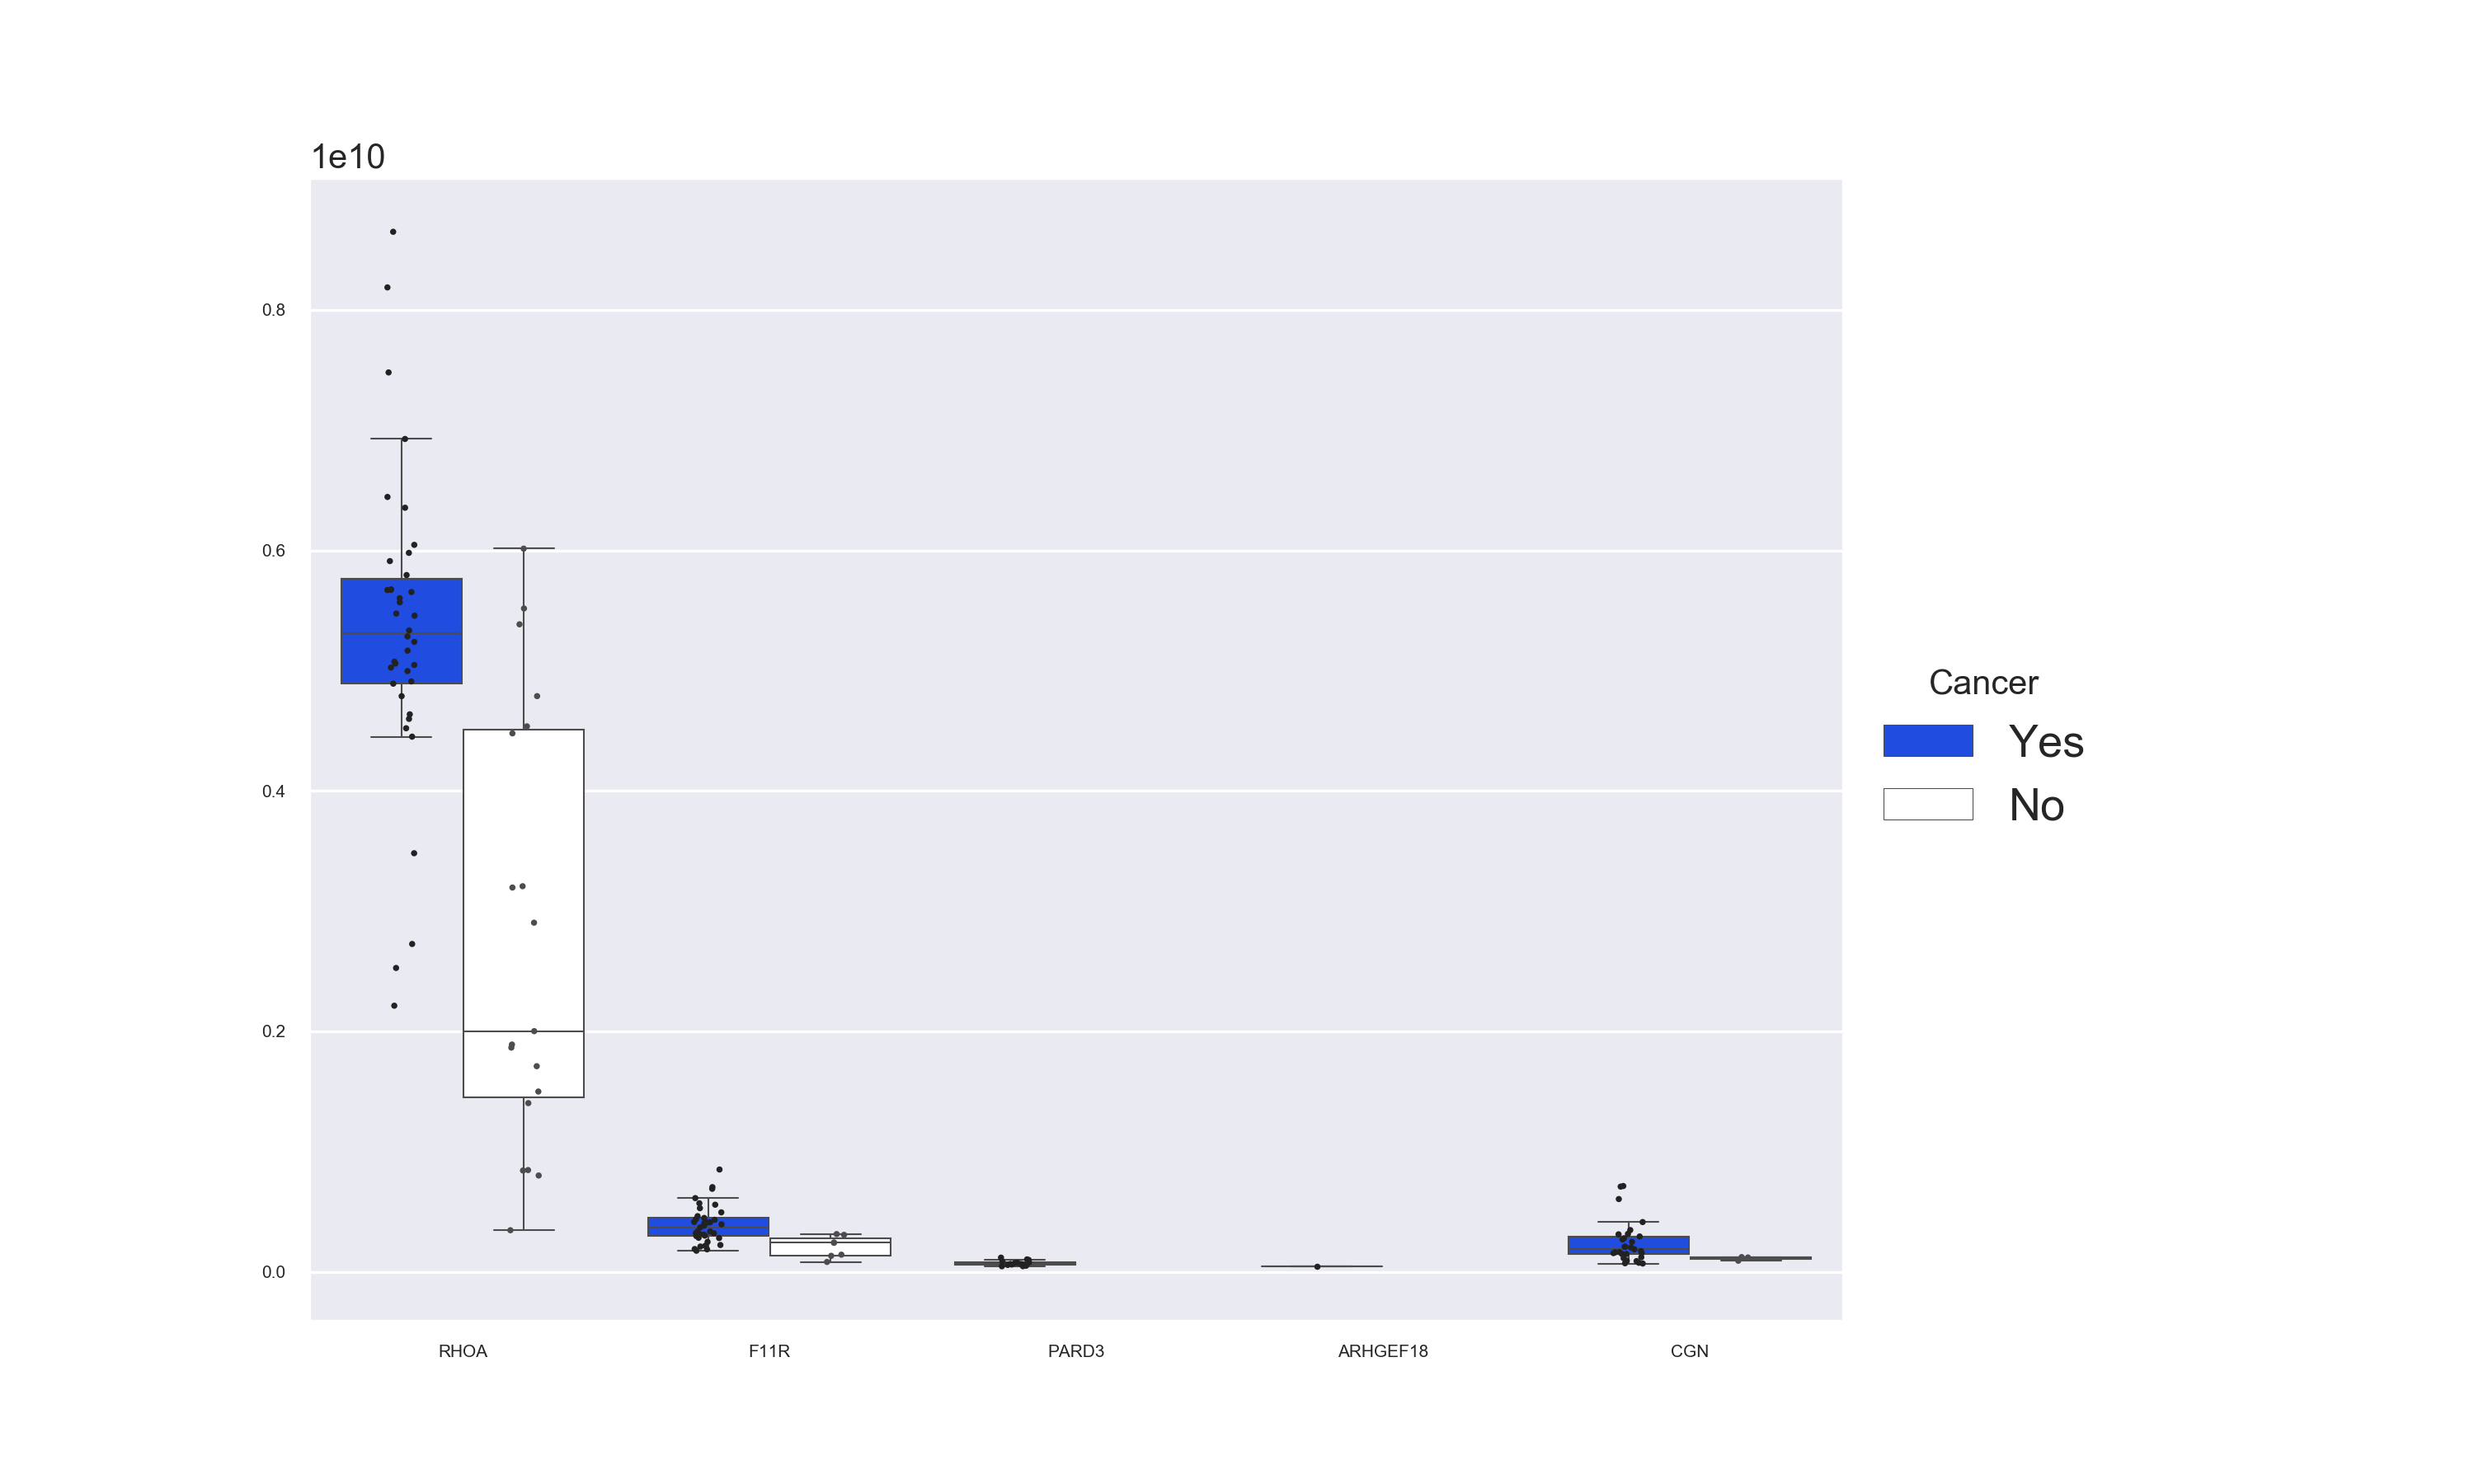 1e10
0.8
0.6
0.4
0.2
0.0
RHOA
F11R
PARD3
ARHGEF18
CGN
Cancer
Yes
No